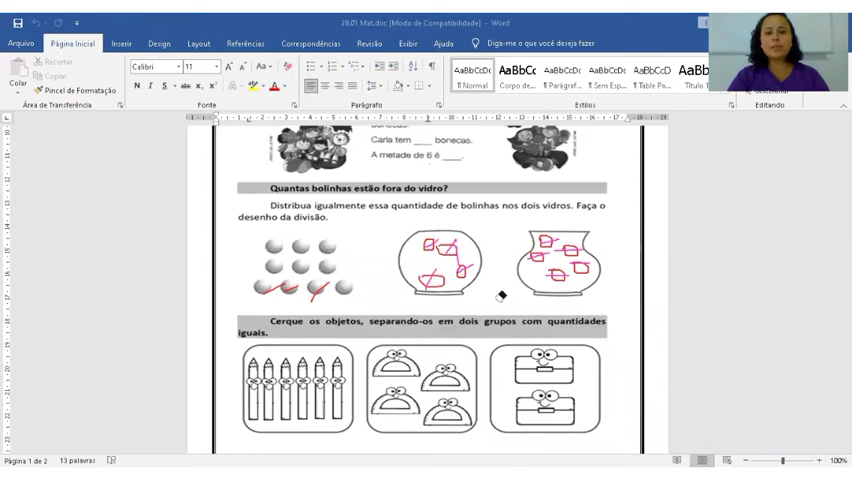 28.01 Mat.doc [Modo de Compatibilidade] - Word
Arquivo
Página Inicial
Inserir
Design
Layout
Referências
Correspondências
Revisão
Exibir
Ajuda
Diga-me o que você deseja fazer
Colar
Recortar
Copiar
Pincel de Formatação
Área de Transferência
Calibri
11
N I S abc x₂ x²
Fonte
Parágrafo
AaBbCcDc
¶ Normal
AaBbCc
Corpo de...
AaBbCcDc
¶ Parágraf...
AaBbCcDc
¶ Sem Esp...
AaBbCcDc
¶ Table Pa...
AaBb
Título 1
Estilos
Editando
bonecas.
Carla tem ____ bonecas.
A metade de 6 é ____.
Quantas bolinhas estão fora do vidro?
Distribua igualmente essa quantidade de bolinhas nos dois vidros. Faça o
desenho da divisão.
Cerque os objetos, separando-os em dois grupos com quantidades
iguais.
Página 1 de 2
13 palavras
100%